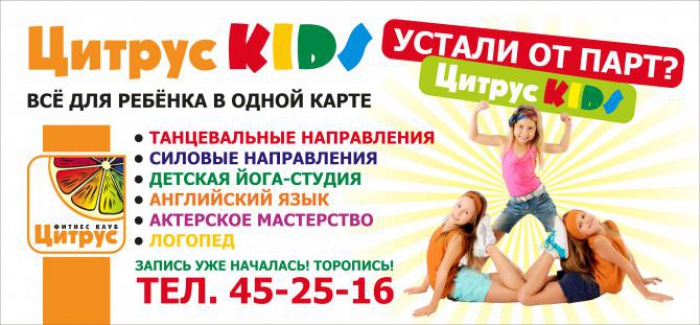 Цитрус KIDS
ВСЁ ДЛЯ РЕБЁНКА В ОДНОЙ КАРТЕ
УСТАЛИ ОТ ПАРТ?
Цитрус KIDS
• ТАНЦЕВАЛЬНЫЕ НАПРАВЛЕНИЯ
• СИЛОВЫЕ НАПРАВЛЕНИЯ
• ДЕТСКАЯ ЙОГА-СТУДИЯ
• АНГЛИЙСКИЙ ЯЗЫК
• АКТЕРСКОЕ МАСТЕРСТВО
• ЛОГОПЕД
ФИТНЕС КЛУБ
Цитрус
ЗАПИСЬ УЖЕ НАЧАЛАСЬ! ТОРОПИСЬ!
ТЕЛ. 45-25-16